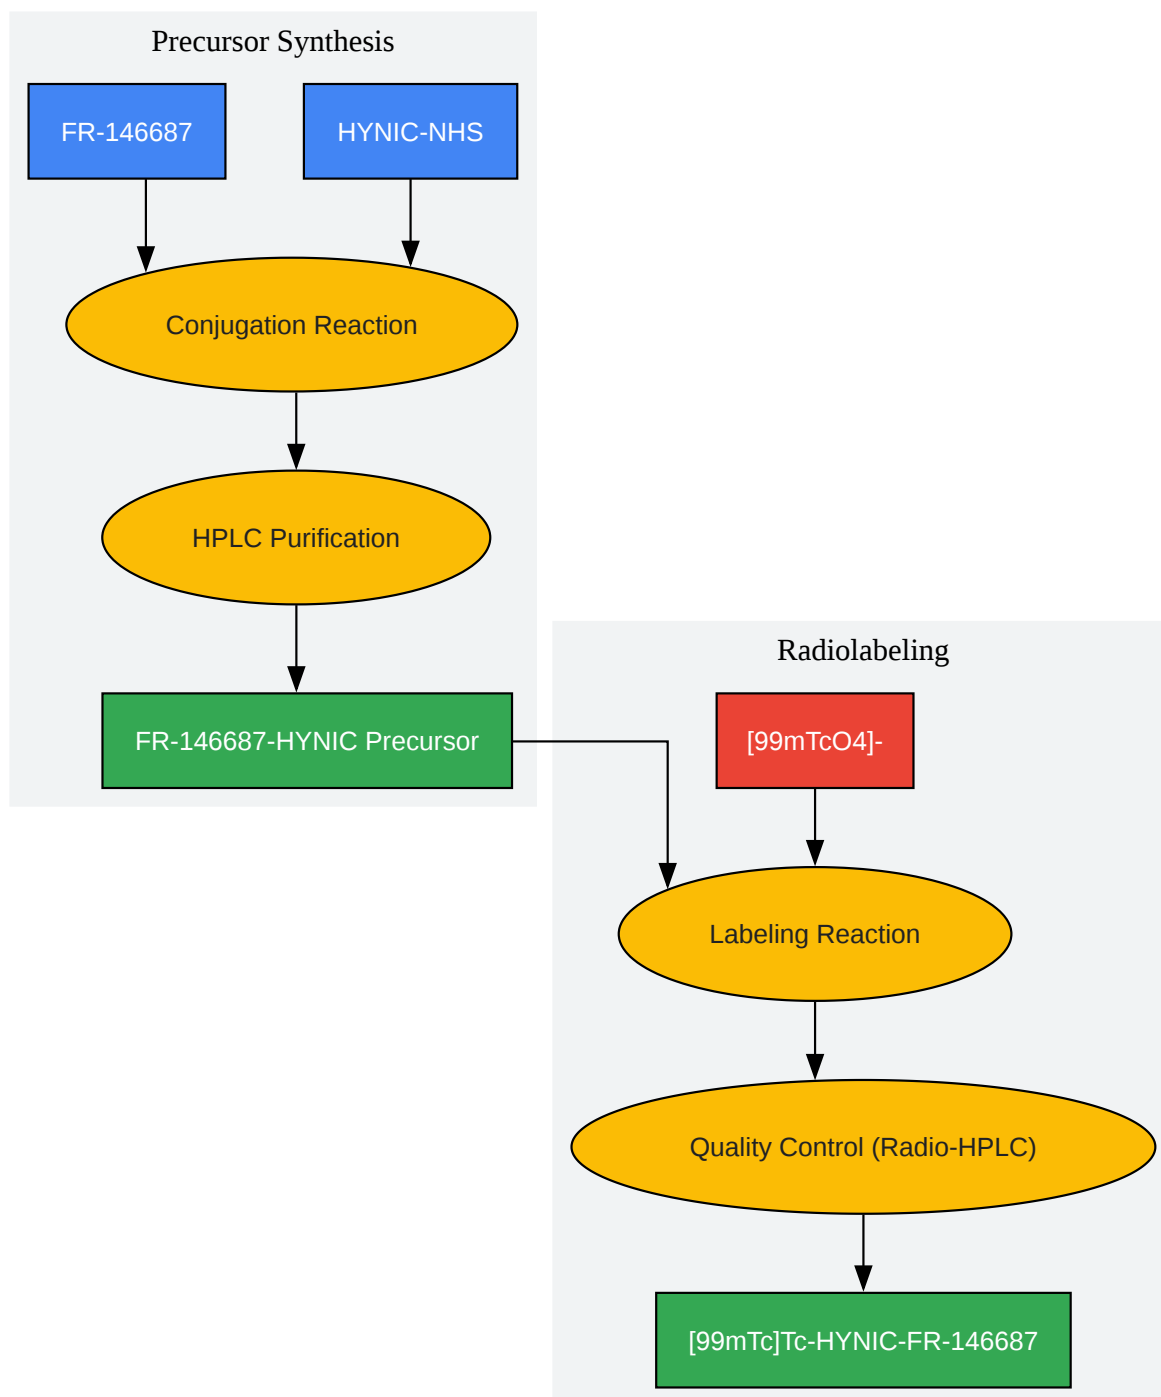 Precursor Synthesis
FR-146687
HYNIC-NHS
Conjugation Reaction
HPLC Purification
FR-146687-HYNIC Precursor
Radiolabeling
[99mTcO4]-
Labeling Reaction
Quality Control (Radio-HPLC)
[99mTc]Tc-HYNIC-FR-146687